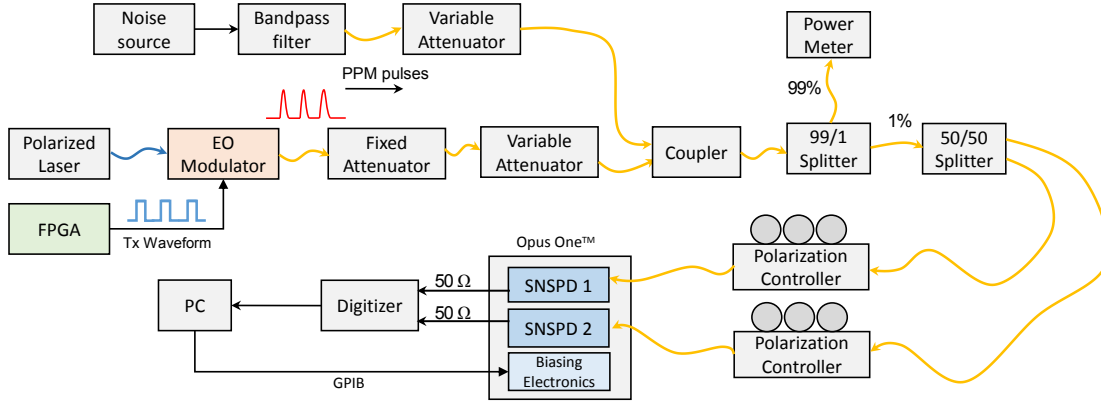 Noise
source
Bandpass
filter
Variable
Attenuator
Power
Meter
PPM pulses
99%
1%
Polarized
Laser
EO
Modulator
Fixed
Attenuator
Variable
Attenuator
Coupler
99/1
Splitter
50/50
Splitter
FPGA
Tx Waveform
Opus One™
Polarization
Controller
PC
Digitizer
50 Ω
50 Ω
SNSPD 1
SNSPD 2
Biasing
Electronics
GPIB
Polarization
Controller